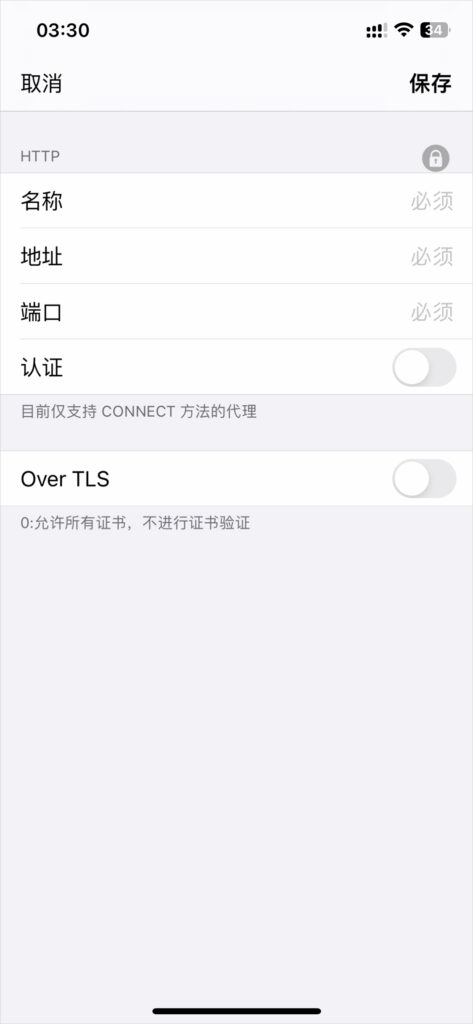 03:30
34
取消
保存
HTTP
名称
必须
地址
必须
端口
必须
认证
目前仅支持 CONNECT 方法的代理
Over TLS
0:允许所有证书，不进行证书验证